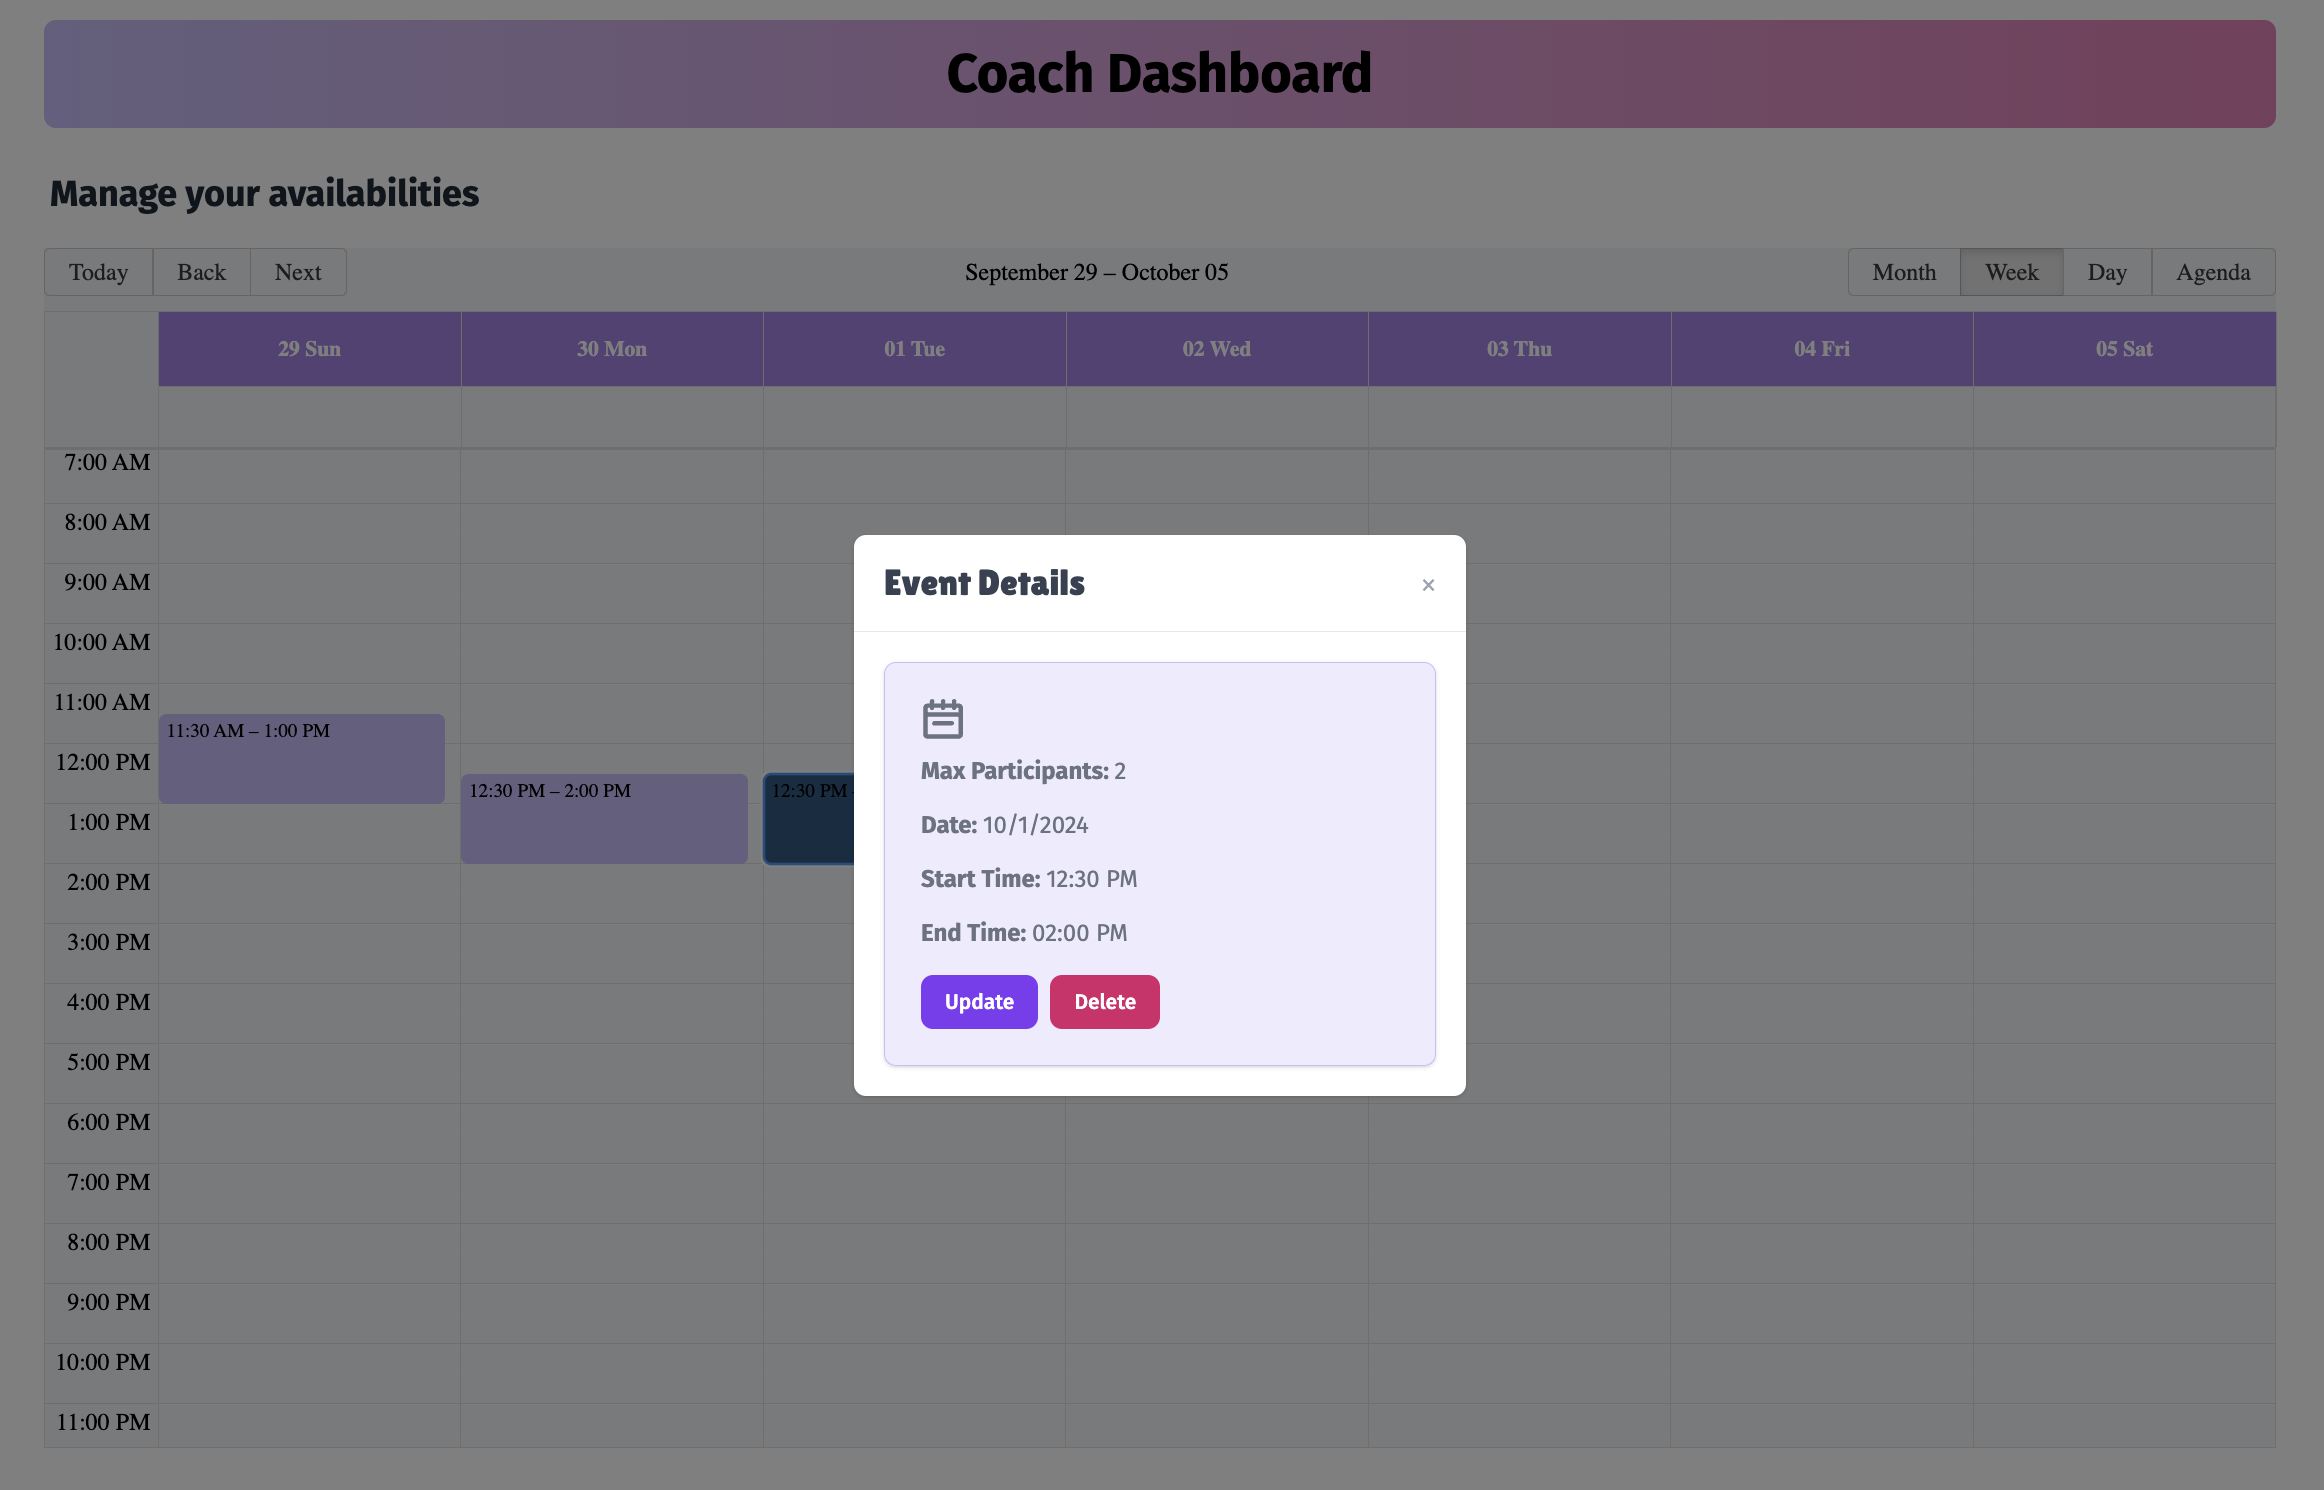 Coach Dashboard
Manage your availabilities
Today Back Next September 29 – October 05 Month Week Day Agenda
29 Sun 30 Mon 01 Tue 02 Wed 03 Thu 04 Fri 05 Sat
7:00 AM
8:00 AM
9:00 AM
10:00 AM
11:00 AM
12:00 PM
1:00 PM
2:00 PM
3:00 PM
4:00 PM
5:00 PM
6:00 PM
7:00 PM
8:00 PM
9:00 PM
10:00 PM
11:00 PM
11:30 AM – 1:00 PM
12:30 PM – 2:00 PM
12:30 PM
Event Details ×
Max Participants: 2
Date: 10/1/2024
Start Time: 12:30 PM
End Time: 02:00 PM
Update Delete